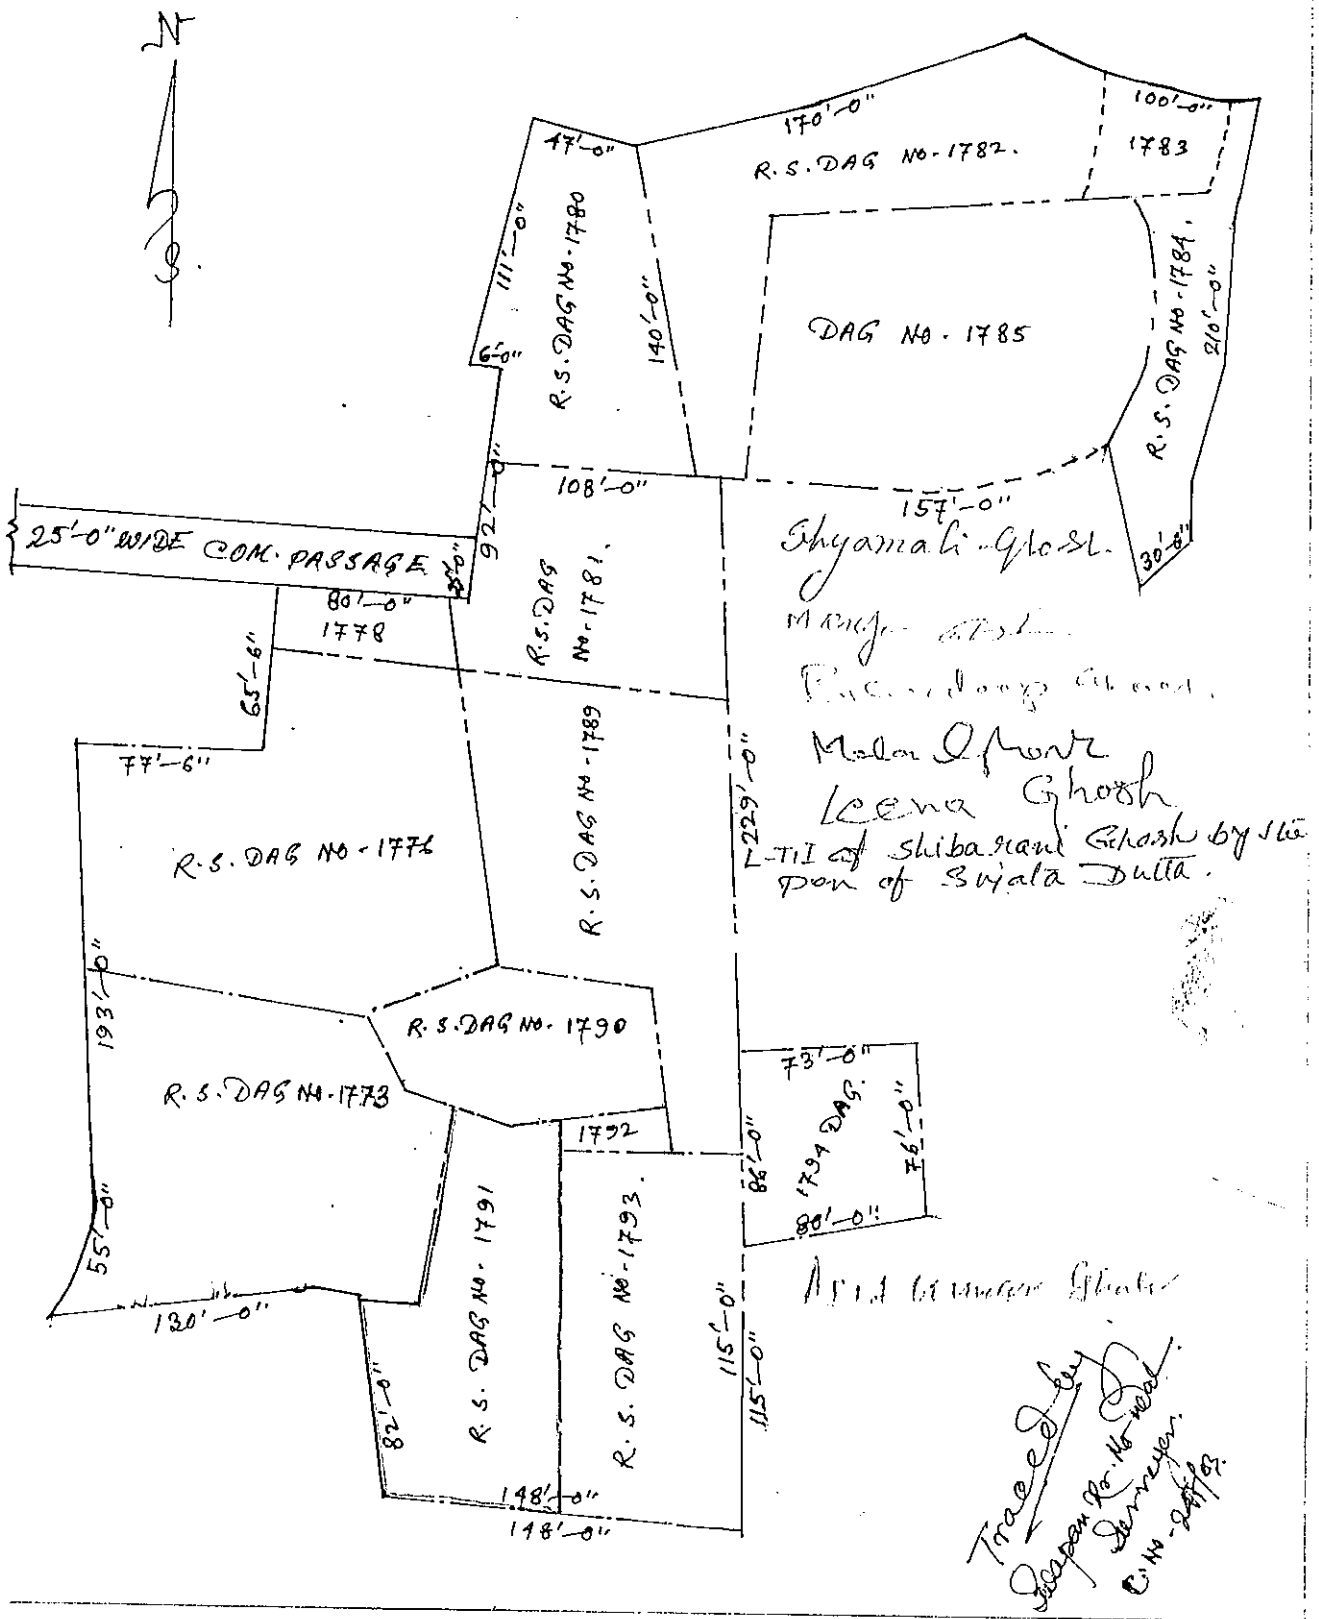 N
S.
170'-0"
100'-0"
47'-0"
R.S. DAG NO-1782.
1783
111'-0"
R.S. DAG NO-1780
140'-0"
6'-0"
DAG NO - 1785
R.S. DAG NO-1784.
210'-0"
108'-0"
157'-0"
92'-0"
25'-0" WIDE COM. PASSAGE
30'-0"
80'-0"
1778
R.S. DAG
NO-1781.
Shyamali Ghosh.
65'-6"
77'-6"
R.S. DAG NO-1789
229'-0"
Leena Ghosh
L.T.I of Shibarani Ghosh by the
pen of Sujata Dutta.
R.S. DAG NO-1776
193'-0"
R.S. DAG NO. 1790
R.S. DAG NO-1773
73'-0"
1794 DAG.
76'-0"
86'-0"
80'-0"
1792
55'-0"
130'-0"
R.S. DAG NO-1791
R.S. DAG NO-1793.
115'-0"
115'-0"
82'-0"
148'-0"
148'-0"
Traced by
Surveyor.